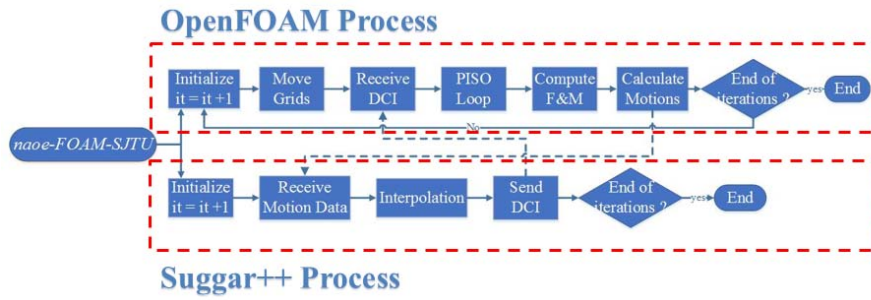 OpenFOAM Process
Initialize
it = it +1
Move
Grids
Receive
DCI
PISO
Loop
Compute
F&M
Calculate
Motions
End of
iterations ?
yes
End
No
naoe-FOAM-SJTU
Initialize
it = it +1
Receive
Motion Data
Interpolation
Send
DCI
End of
iterations ?
yes
End
Suggar++ Process